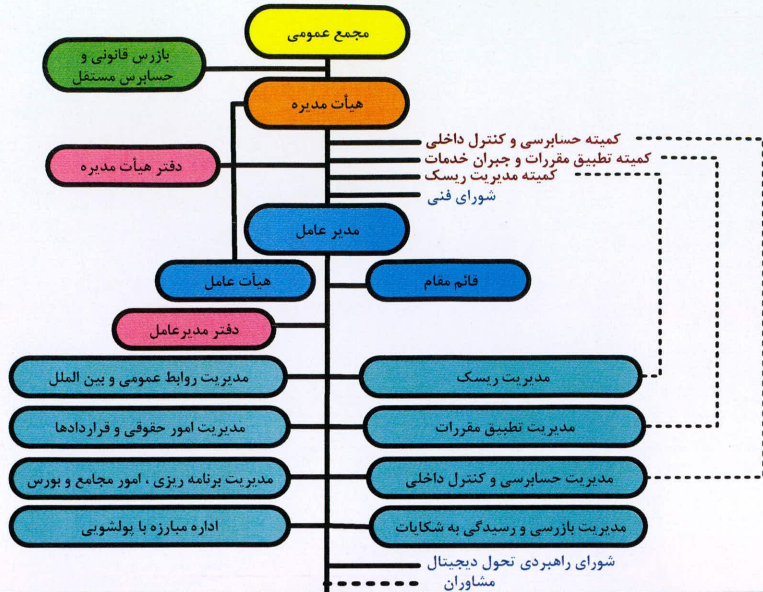 مجمع عمومی
بازرس قانونی و
حسابرس مستقل
هیأت مدیره
کمیته حسابرسی و کنترل داخلی
کمیته تطبیق مقررات و جبران خدمات
دفتر هیأت مدیره
کمیته مدیریت ریسک
شورای فنی
مدیر عامل
قائم مقام
هیأت عامل
دفتر مدیرعامل
مدیریت ریسک
مدیریت روابط عمومی و بین الملل
مدیریت تطبیق مقررات
مدیریت امور حقوقی و قراردادها
مدیریت حسابرسی و کنترل داخلی
مدیریت برنامه ریزی ، امور مجامع و بورس
مدیریت بازرسی و رسیدگی به شکایات
اداره مبارزه با پولشویی
شورای راهبردی تحول دیجیتال
مشاوران